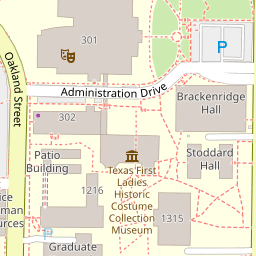 301
P
Oakland Street
Administration Drive
Brackenridge
Hall
302
Patio
Building
Texas First
Ladies
Historic
Costume
Collection
Museum
Stoddard
Hall
1216
1315
Graduate